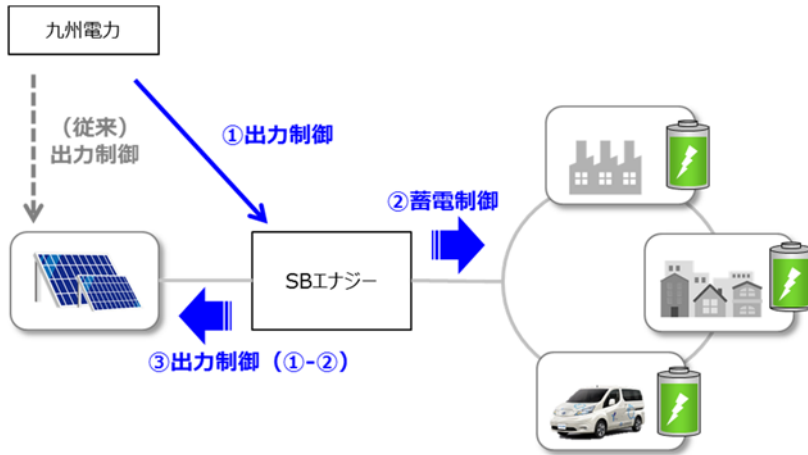 九州電力
（従来）
出力制御
①出力制御
②蓄電制御
SBエナジー
③出力制御（①-②）